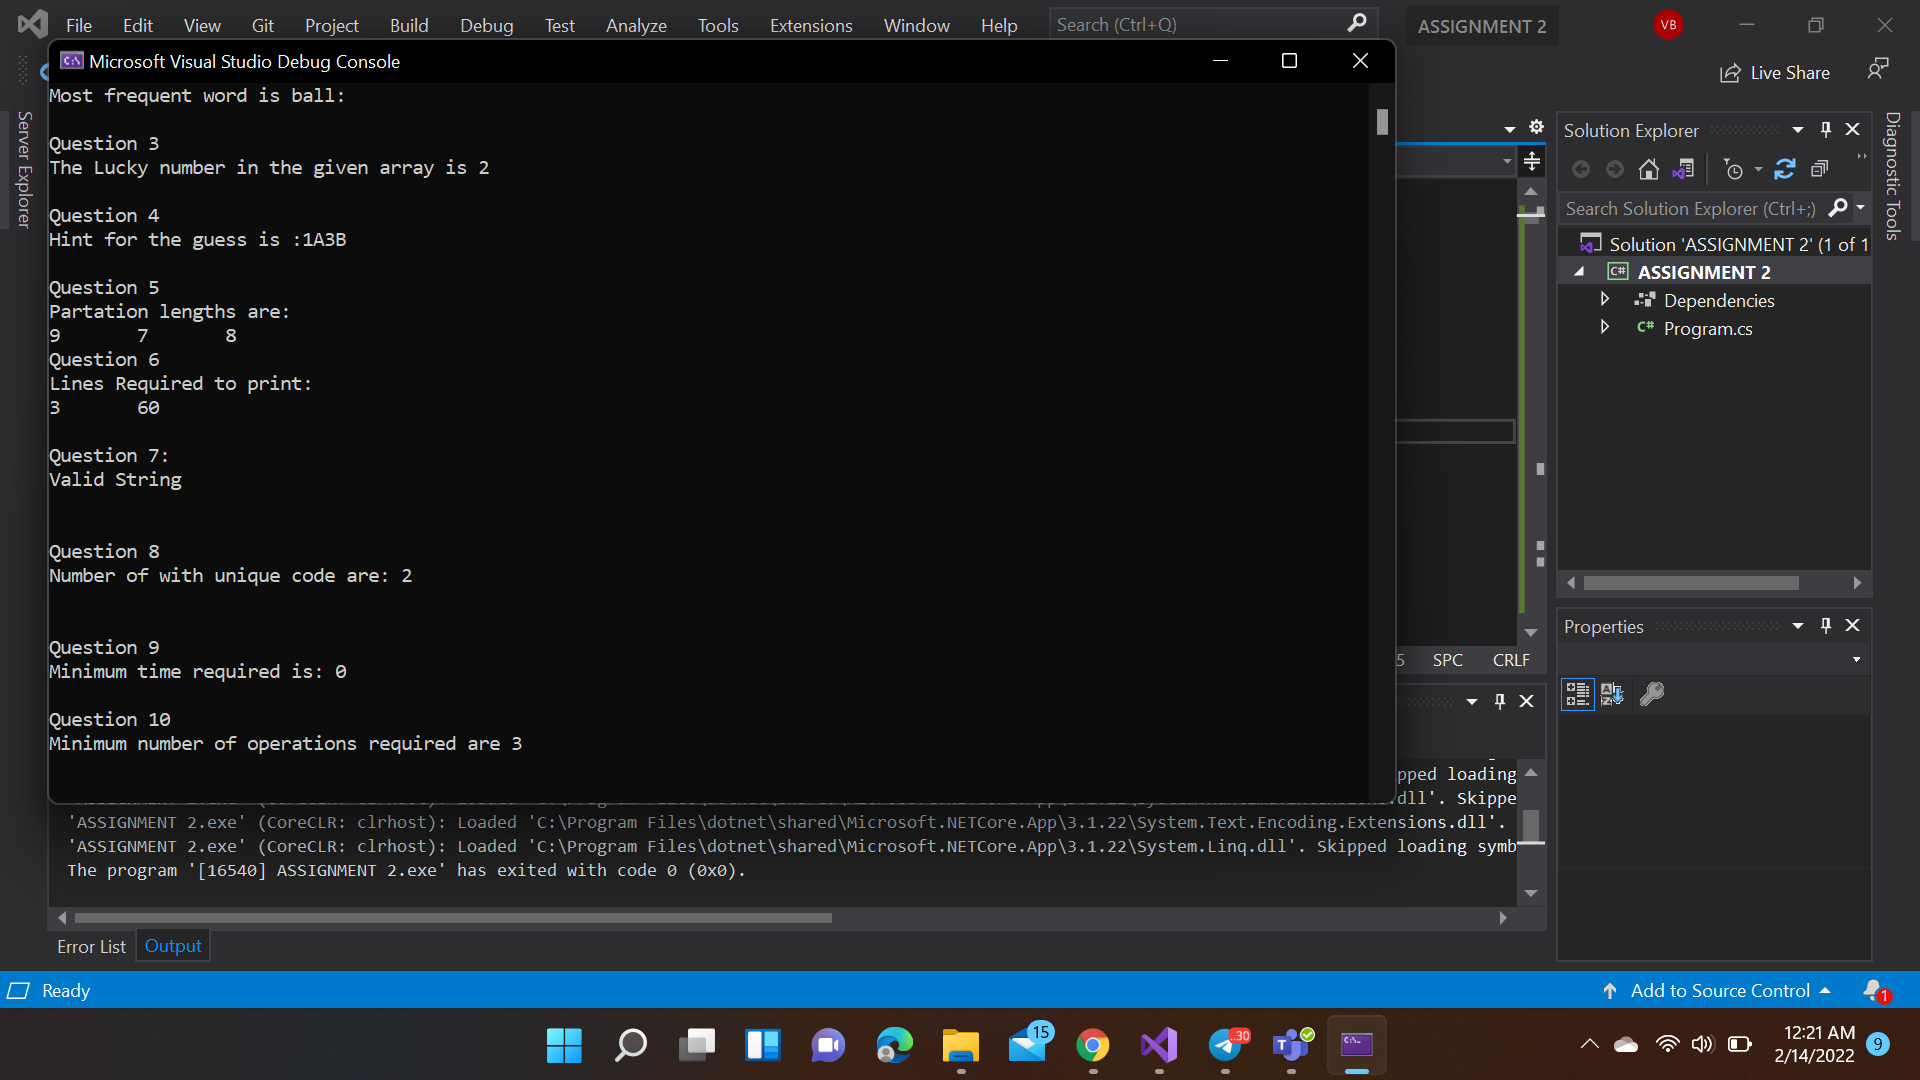 File Edit View Git Project Build Debug Test Analyze Tools Extensions Window Help Search (Ctrl+Q) ASSIGNMENT 2 VB
Live Share
Microsoft Visual Studio Debug Console
Most frequent word is ball:
Question 3
The Lucky number in the given array is 2
Question 4
Hint for the guess is :1A3B
Question 5
Partation lengths are:
9 7 8
Question 6
Lines Required to print:
3 60
Question 7:
Valid String
Question 8
Number of with unique code are: 2
Question 9
Minimum time required is: 0
Question 10
Minimum number of operations required are 3
Server Explorer
Solution Explorer
Search Solution Explorer (Ctrl+;)
Solution 'ASSIGNMENT 2' (1 of 1
C# ASSIGNMENT 2
Dependencies
C# Program.cs
Diagnostic Tools
Properties
5 SPC CRLF
pped loading
dll'. Skippe
'ASSIGNMENT 2.exe' (CoreCLR: clrhost): Loaded 'C:\Program Files\dotnet\shared\Microsoft.NETCore.App\3.1.22\System.Text.Encoding.Extensions.dll'.
'ASSIGNMENT 2.exe' (CoreCLR: clrhost): Loaded 'C:\Program Files\dotnet\shared\Microsoft.NETCore.App\3.1.22\System.Linq.dll'. Skipped loading symb
The program '[16540] ASSIGNMENT 2.exe' has exited with code 0 (0x0).
Error List Output
Ready
Add to Source Control 1
15
..30
12:21 AM
2/14/2022
9